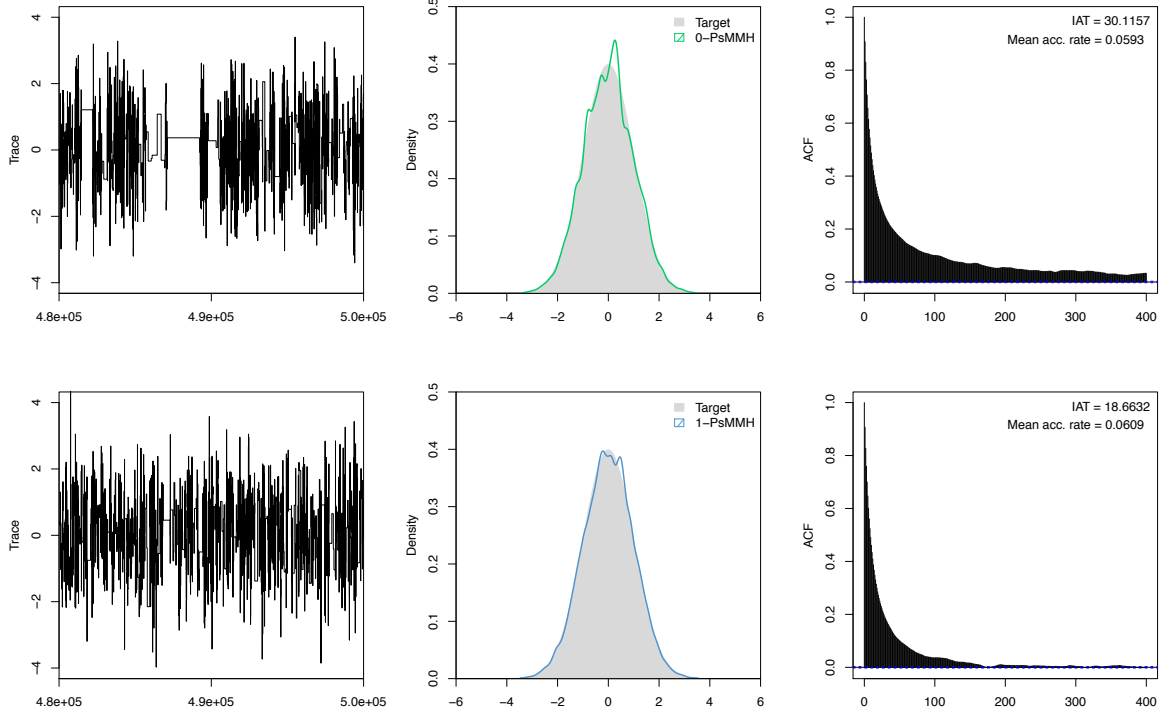 Trace
4
2
0
−2
−4
4.8e+05 4.9e+05 5.0e+05
Density
0.5
0.4
0.3
0.2
0.1
0.0
−6 −4 −2 0 2 4 6
Target
0−PsMMH
ACF
1.0
0.8
0.6
0.4
0.2
0.0
0 100 200 300 400
IAT = 30.1157
Mean acc. rate = 0.0593
Trace
4
2
0
−2
−4
4.8e+05 4.9e+05 5.0e+05
Density
0.5
0.4
0.3
0.2
0.1
0.0
−6 −4 −2 0 2 4 6
Target
1−PsMMH
ACF
1.0
0.8
0.6
0.4
0.2
0.0
0 100 200 300 400
IAT = 18.6632
Mean acc. rate = 0.0609